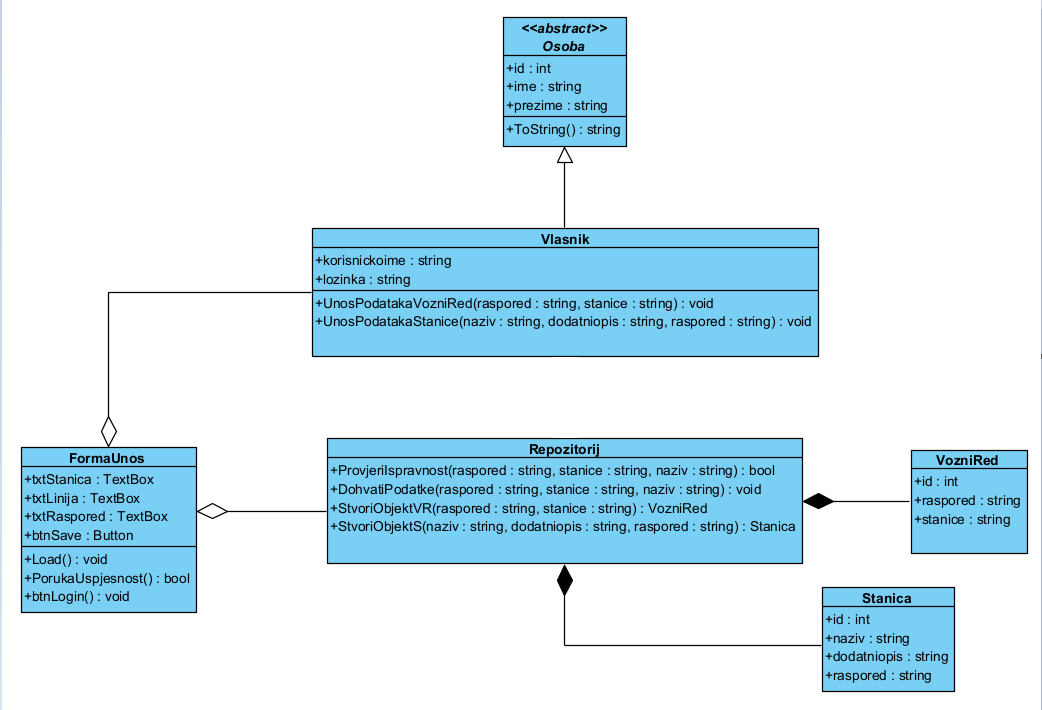 <<abstract>>
Osoba
+id : int
+ime : string
+prezime : string
+ToString() : string
Vlasnik
+korisnickoime : string
+lozinka : string
+UnosPodatakaVozniRed(raspored : string, stanice : string) : void
+UnosPodatakaStanice(naziv : string, dodatniopis : string, raspored : string) : void
FormaUnos
+txtStanica : TextBox
+txtLinija : TextBox
+txtRaspored : TextBox
+btnSave : Button
+Load() : void
+PorukaUspjesnost() : bool
+btnLogin() : void
Repozitorij
+ProvjeriIspravnost(raspored : string, stanice : string, naziv : string) : bool
+DohvatiPodatke(raspored : string, stanice : string, naziv : string) : void
+StvoriObjektVR(raspored : string, stanice : string) : VozniRed
+StvoriObjektS(naziv : string, dodatniopis : string, raspored : string) : Stanica
VozniRed
+id : int
+raspored : string
+stanice : string
Stanica
+id : int
+naziv : string
+dodatniopis : string
+raspored : string